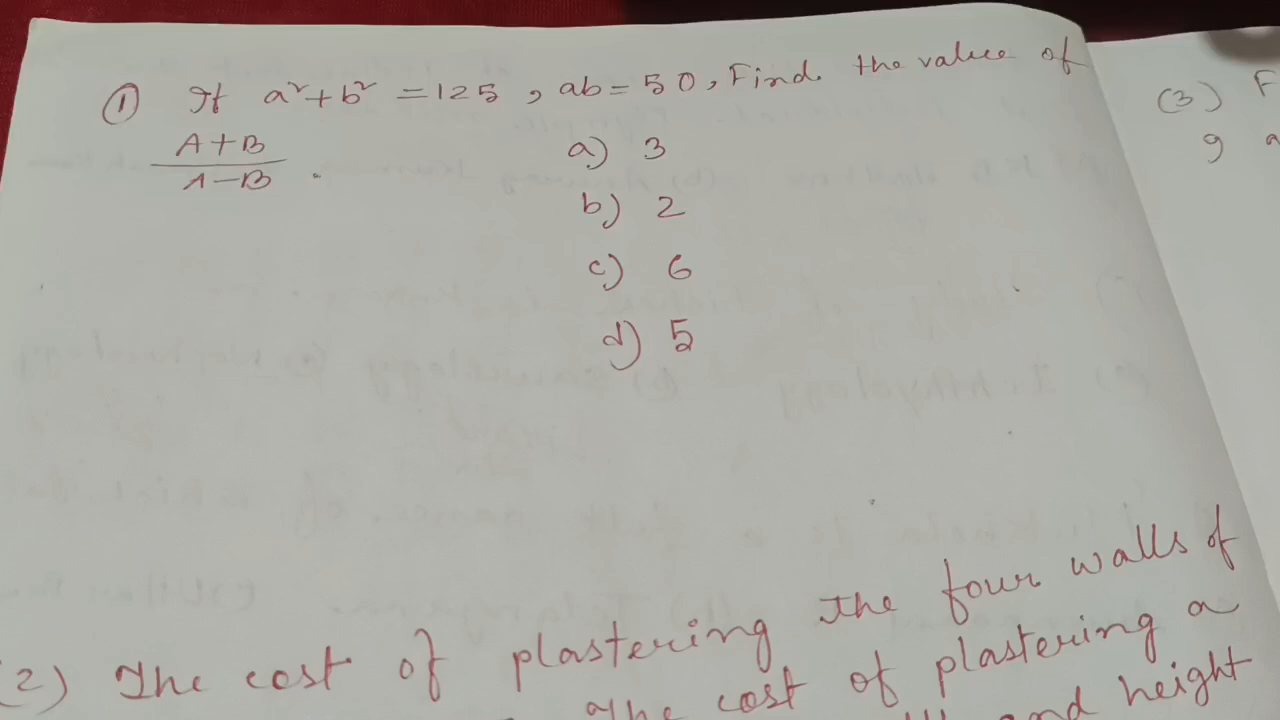 ① If a²+b² = 125, ab = 50, Find the value of
A+B
A-B .
a) 3
b) 2
c) 6
d) 5
(2) The cost of plastering the four walls of
The cost of plastering a
and height
(3) F
g a